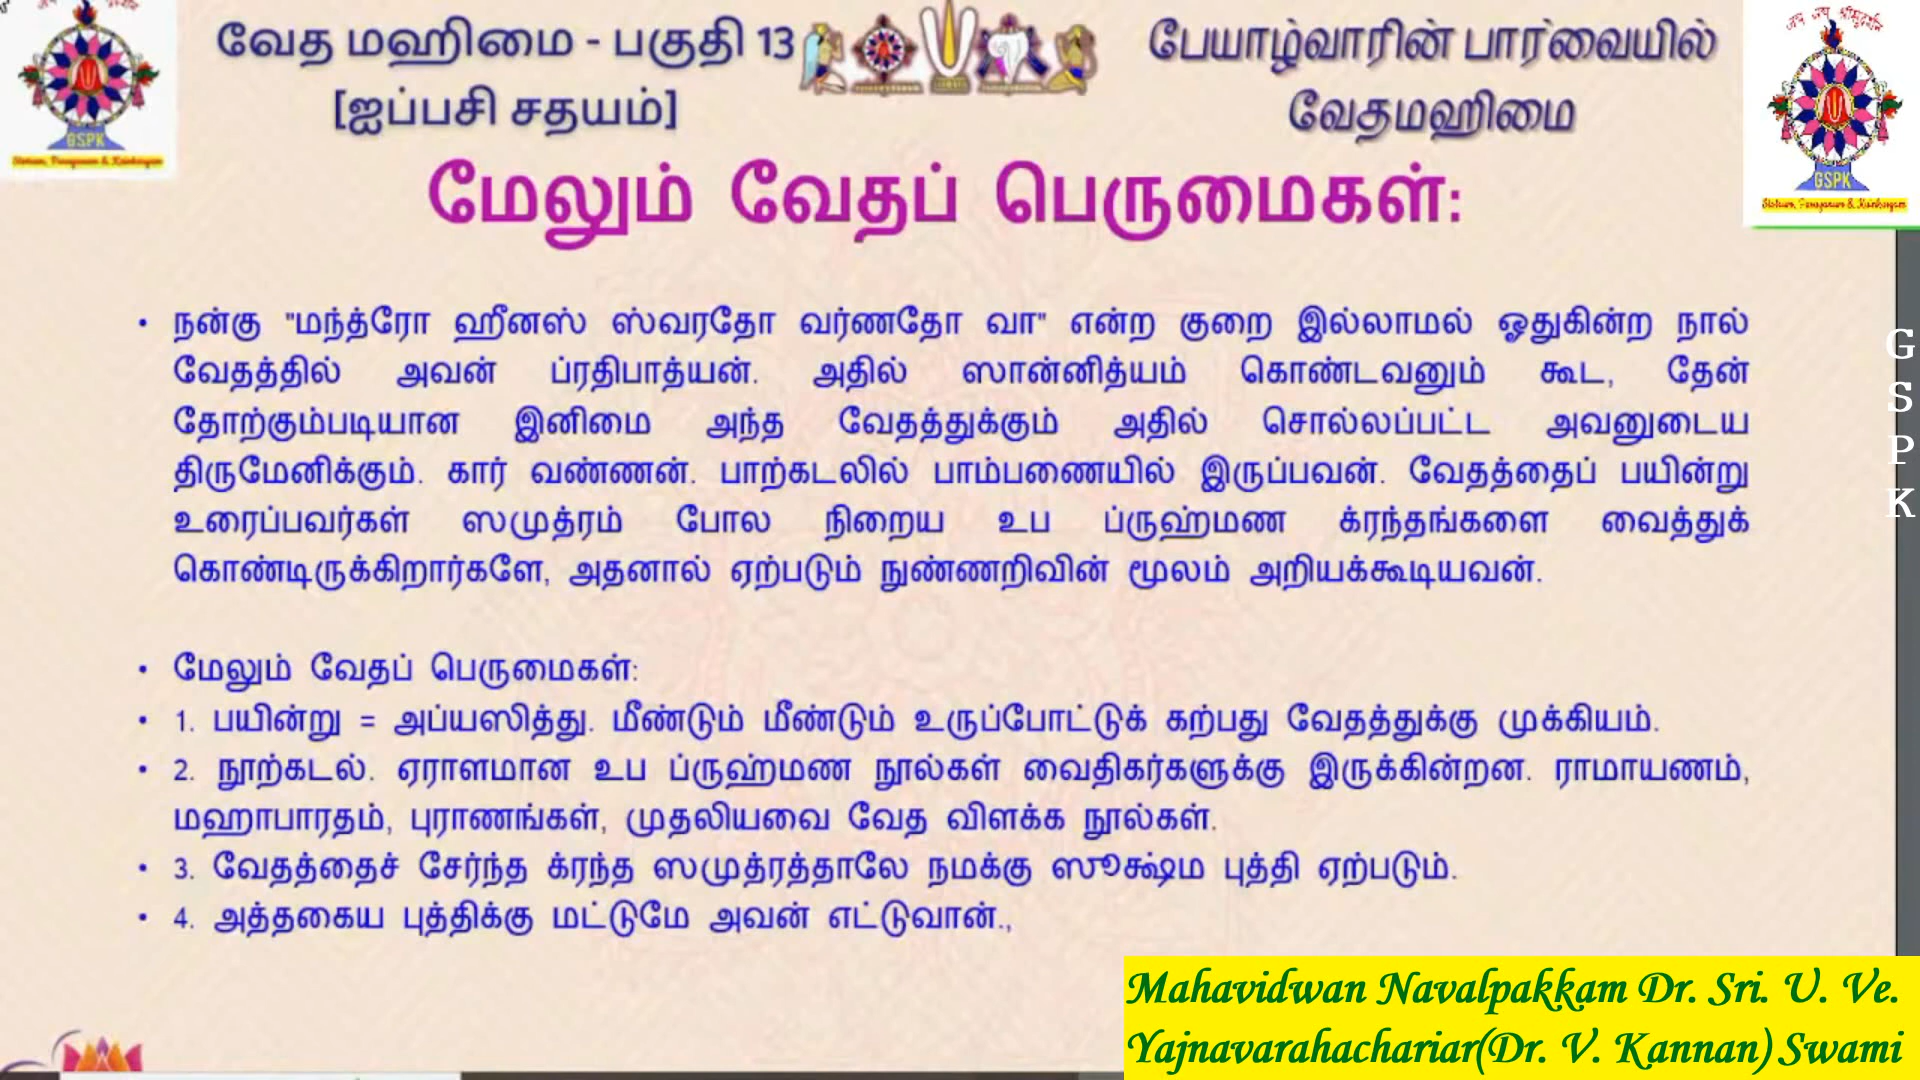 வேத மஹிமை - பகுதி 13
[ஐப்பசி சதயம்]
பேயாழ்வாரின் பார்வையில்
வேதமஹிமை
GSPK
Stotram, Parayanam & Kainkaryam
GSPK
Stotram, Parayanam & Kainkaryam
மேலும் வேதப் பெருமைகள்:
• நன்கு "மந்த்ரோ ஹீனஸ் ஸ்வரதோ வர்ணதோ வா" என்ற குறை இல்லாமல் ஓதுகின்ற நால்
வேதத்தில் அவன் ப்ரதிபாத்யன். அதில் ஸான்னித்யம் கொண்டவனும் கூட, தேன்
தோற்கும்படியான இனிமை அந்த வேதத்துக்கும் அதில் சொல்லப்பட்ட அவனுடைய
திருமேனிக்கும். கார் வண்ணன். பாற்கடலில் பாம்பணையில் இருப்பவன். வேதத்தைப் பயின்று
உரைப்பவர்கள் ஸமுத்ரம் போல நிறைய உப ப்ருஹ்மண க்ரந்தங்களை வைத்துக்
கொண்டிருக்கிறார்களே, அதனால் ஏற்படும் நுண்ணறிவின் மூலம் அறியக்கூடியவன்.
• மேலும் வேதப் பெருமைகள்:
• 1. பயின்று = அப்யஸித்து. மீண்டும் மீண்டும் உருப்போட்டுக் கற்பது வேதத்துக்கு முக்கியம்.
• 2. நூற்கடல். ஏராளமான உப ப்ருஹ்மண நூல்கள் வைதிகர்களுக்கு இருக்கின்றன. ராமாயணம்,
மஹாபாரதம், புராணங்கள், முதலியவை வேத விளக்க நூல்கள்.
• 3. வேதத்தைச் சேர்ந்த க்ரந்த ஸமுத்ரத்தாலே நமக்கு ஸூக்ஷ்ம புத்தி ஏற்படும்.
• 4. அத்தகைய புத்திக்கு மட்டுமே அவன் எட்டுவான்.,
G
S
P
K
Mahavidwan Navalpakkam Dr. Sri. U. Ve.
Yajnavarahachariar(Dr. V. Kannan) Swami